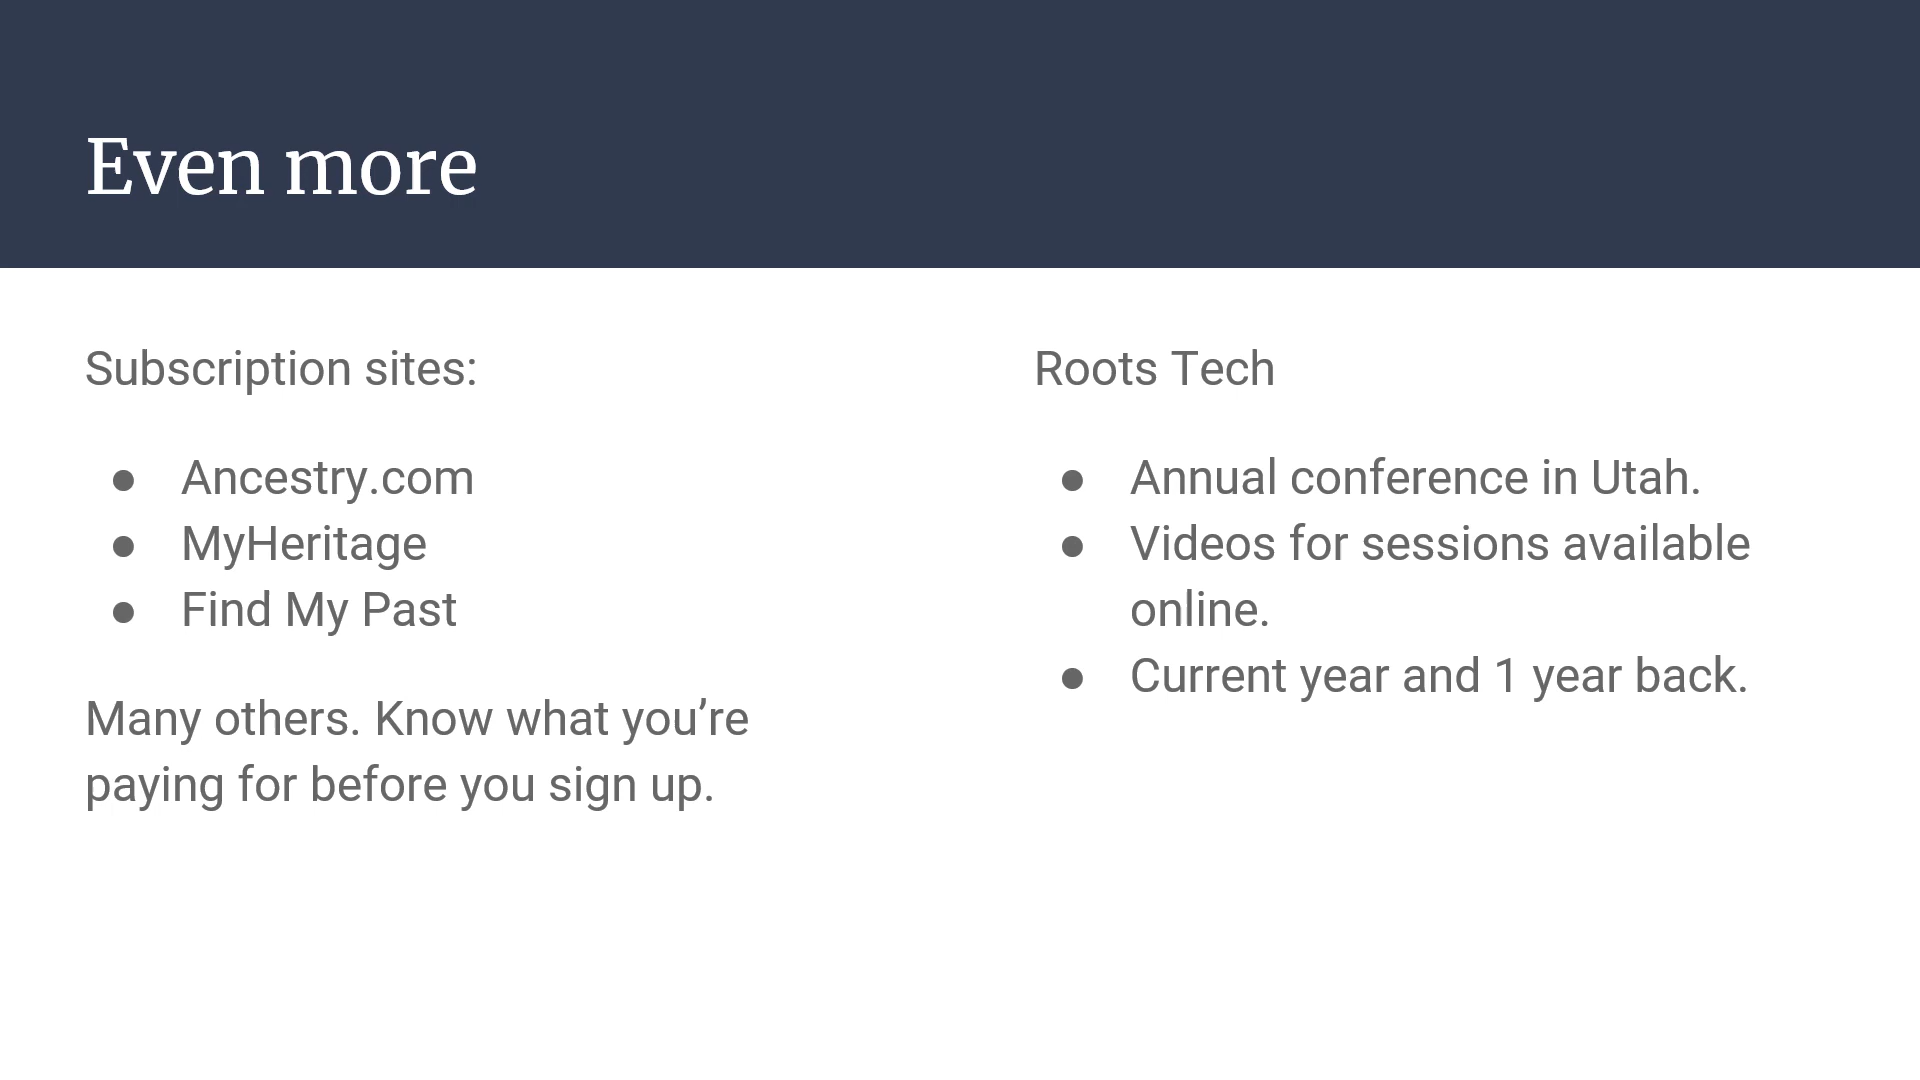 Even more
Subscription sites:
● Ancestry.com
● MyHeritage
● Find My Past
Many others. Know what you’re
paying for before you sign up.
Roots Tech
● Annual conference in Utah.
● Videos for sessions available
online.
● Current year and 1 year back.